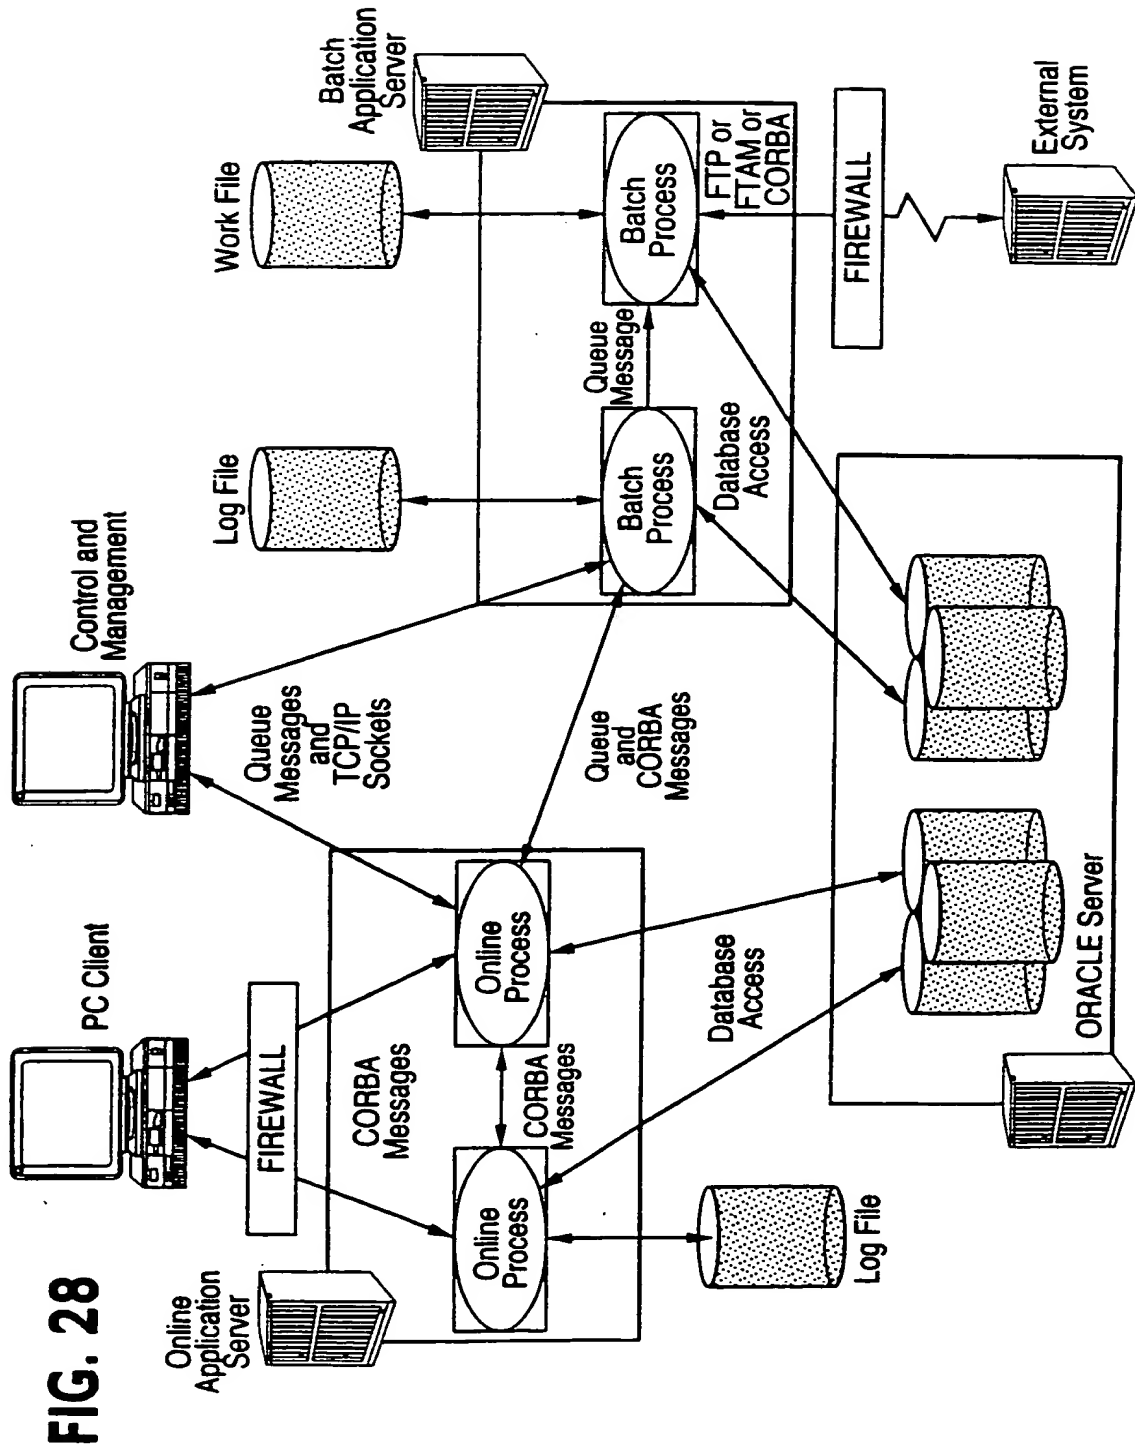 FIG. 28
Online
Application
Server
PC Client
Control and
Management
Log File
Work File
Batch
Application
Server
FIREWALL
CORBA
Messages
Queue
Messages
and
TCP/IP
Sockets
Online
Process
CORBA
Messages
Online
Process
Queue
and
CORBA
Messages
Batch
Process
Queue
Message
Batch
Process
FTP or
FTAM or
CORBA
Log File
Database
Access
Database
Access
FIREWALL
External
System
ORACLE Server